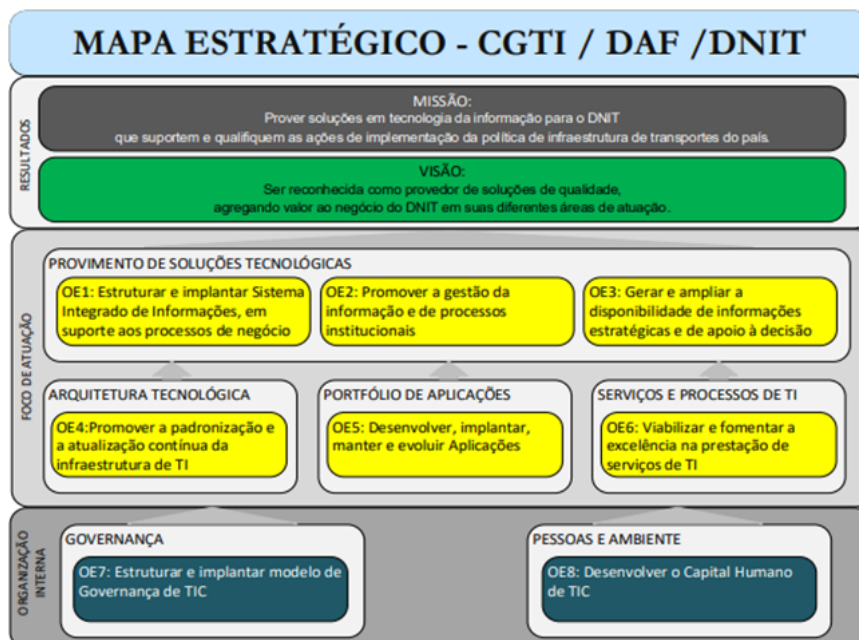 MAPA ESTRATÉGICO - CGTI / DAF /DNIT
RESULTADOS
MISSÃO:
Prover soluções em tecnologia da informação para o DNIT
que suportem e qualifiquem as ações de implementação da política de infraestrutura de transportes do país.
VISÃO:
Ser reconhecida como provedor de soluções de qualidade,
agregando valor ao negócio do DNIT em suas diferentes áreas de atuação.
FOCO DE ATUAÇÃO
PROVIMENTO DE SOLUÇÕES TECNOLÓGICAS
OE1: Estruturar e implantar Sistema
Integrado de Informações, em
suporte aos processos de negócio
OE2: Promover a gestão da
informação e de processos
institucionais
OE3: Gerar e ampliar a
disponibilidade de informações
estratégicas e de apoio à decisão
ARQUITETURA TECNOLÓGICA
OE4:Promover a padronização e
a atualização contínua da
infraestrutura de TI
PORTFÓLIO DE APLICAÇÕES
OE5: Desenvolver, implantar,
manter e evoluir Aplicações
SERVIÇOS E PROCESSOS DE TI
OE6: Viabilizar e fomentar a
excelência na prestação de
serviços de TI
ORGANIZAÇÃO
INTERNA
GOVERNANÇA
OE7: Estruturar e implantar modelo de
Governança de TIC
PESSOAS E AMBIENTE
OE8: Desenvolver o Capital Humano
de TIC